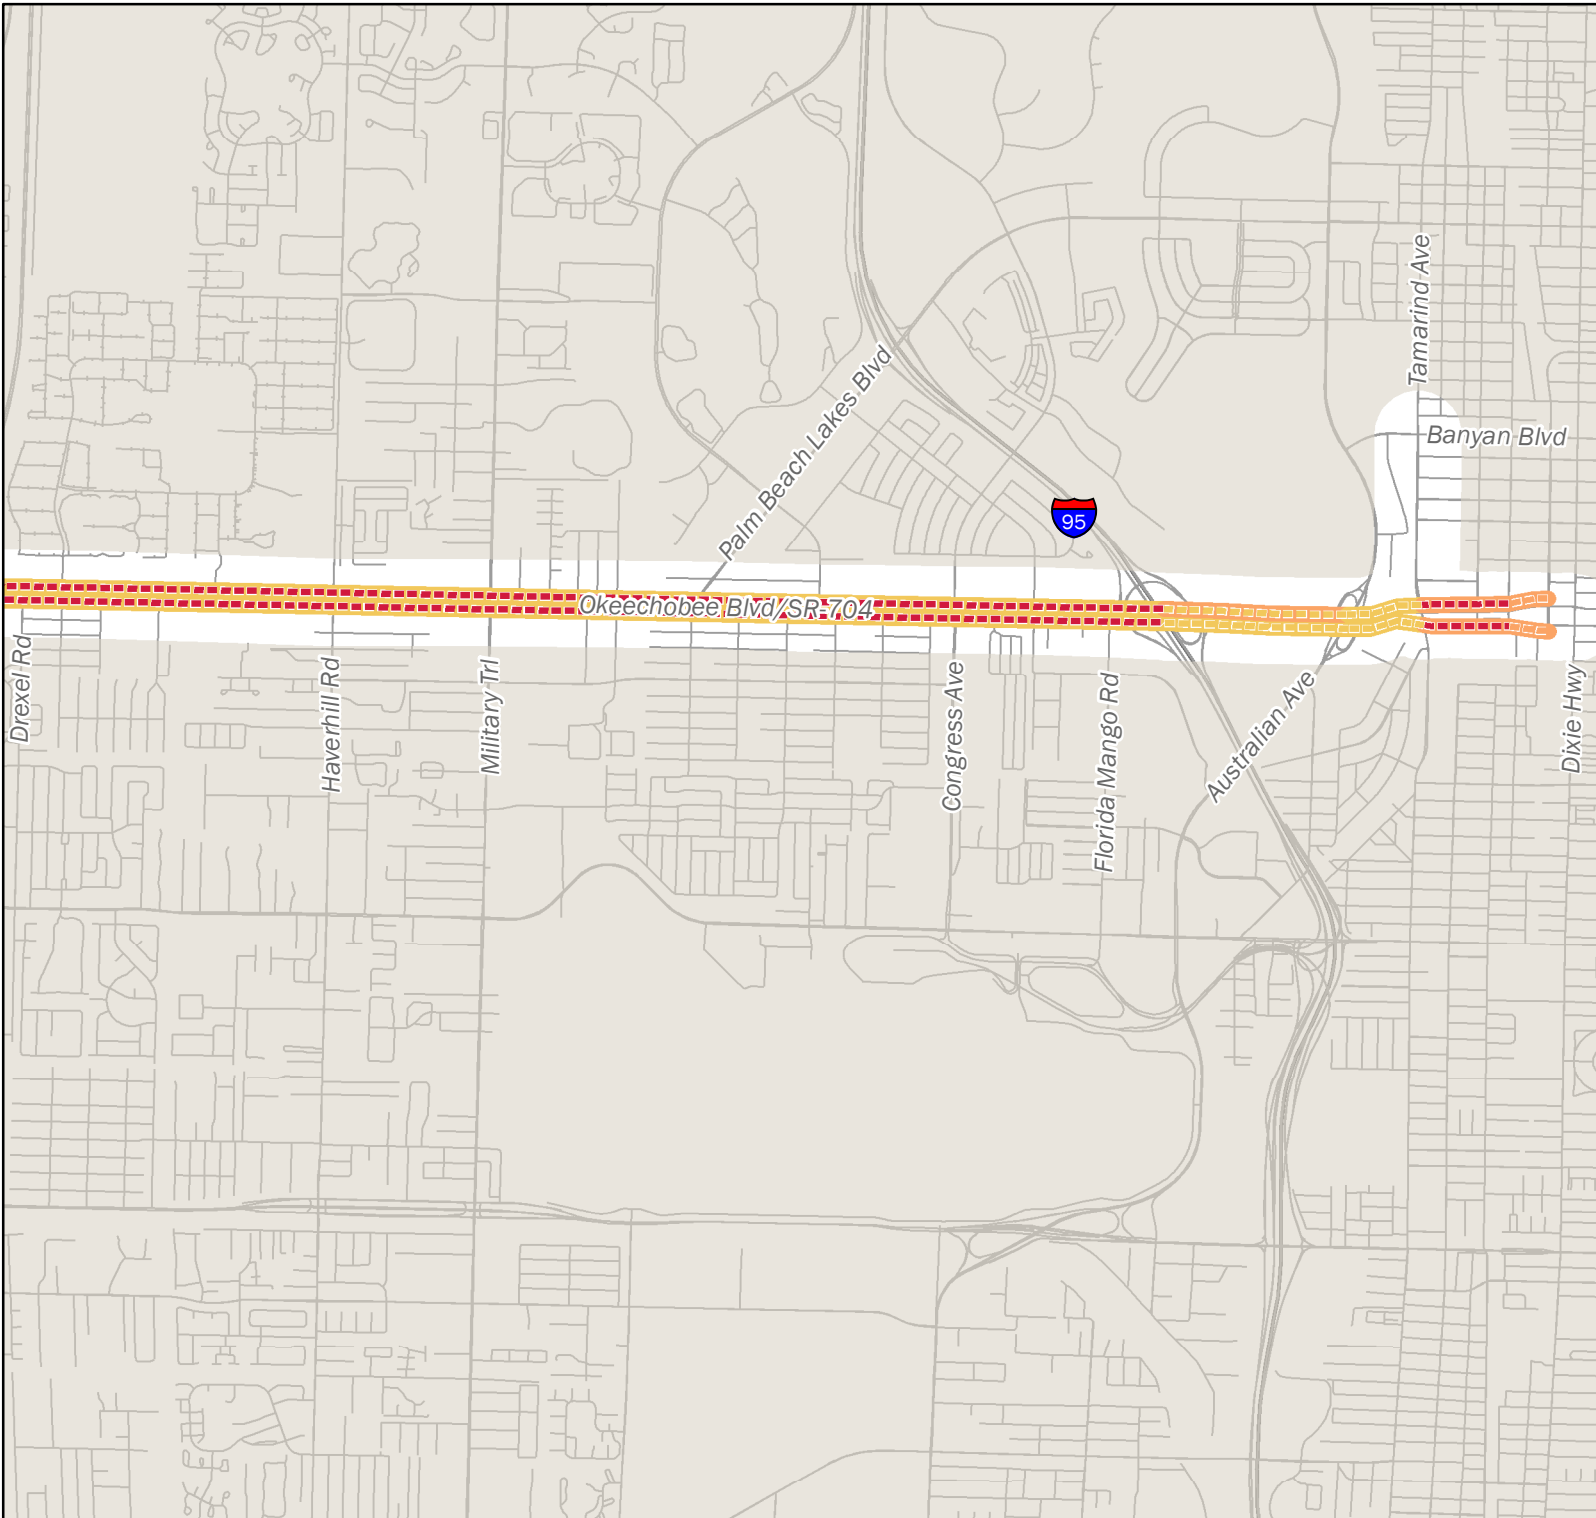 Tamarind Ave
Palm Beach Lakes Blvd
Banyan Blvd
95
Okeechobee Blvd/SR-704
Drexel Rd
Haverhill Rd
Military Trl
Congress Ave
Florida Mango Rd
Australian Ave
Dixie Hwy